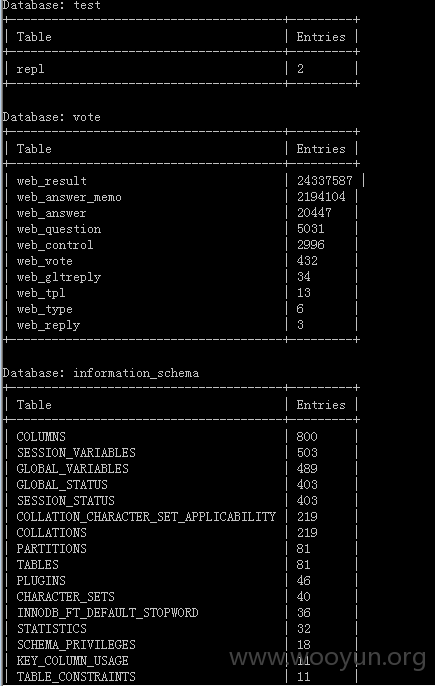 Database: test
Table | Entries
repl | 2
Database: vote
Table | Entries
web_result | 24337587 |
web_answer_memo | 2194104 |
web_answer | 20447 |
web_question | 5031 |
web_control | 2996 |
web_vote | 432 |
web_gltreply | 34 |
web_tpl | 13 |
web_type | 6 |
web_reply | 3 |
Database: information_schema
Table | Entries |
COLUMNS | 800 |
SESSION_VARIABLES | 503 |
GLOBAL_VARIABLES | 489 |
GLOBAL_STATUS | 403 |
SESSION_STATUS | 403 |
COLLATION_CHARACTER_SET_APPLICABILITY | 219 |
COLLATIONS | 219 |
PARTITIONS | 81 |
TABLES | 81 |
PLUGINS | 46 |
CHARACTER_SETS | 40 |
INNODB_FT_DEFAULT_STOPWORD | 36 |
STATISTICS | 32 |
SCHEMA_PRIVILEGES | 18 |
KEY_COLUMN_USAGE | 11 |
TABLE_CONSTRAINTS | 11 |
www.wooyun.org